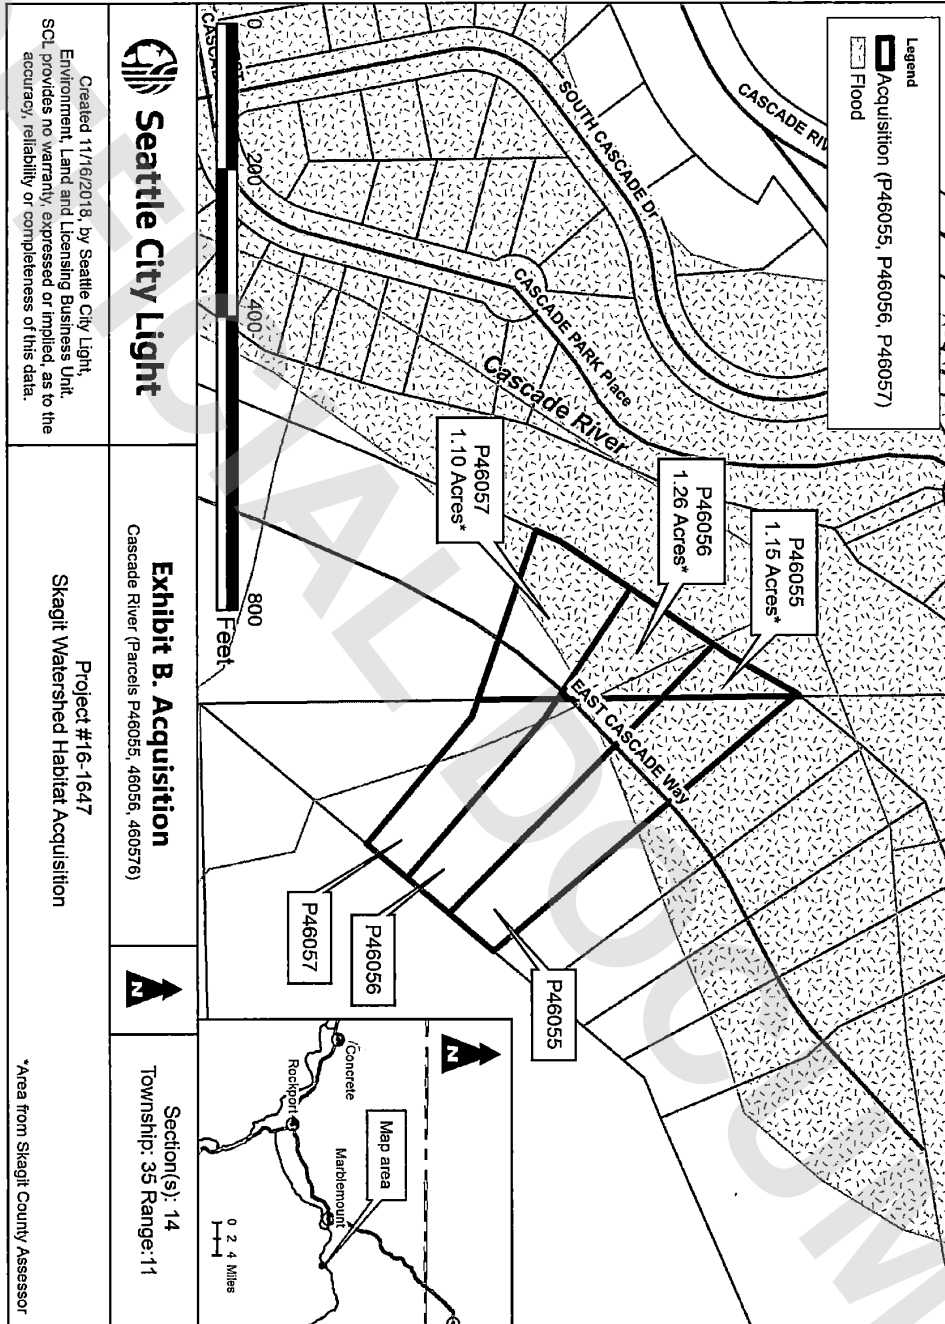 Legend
Acquisition (P46055, P46056, P46057)
Flood
CASCADE RIV
SOUTH CASCADE Dr
CASCADE PARK Place
Cascade River
EAST CASCADE Way
P46055
1.15 Acres*
P46056
1.26 Acres*
P46057
1.10 Acres*
P46055
P46056
P46057
0
200
400
800
Feet
N
Concrete
Rockport
Marblemount
Map area
0 2 4 Miles
Seattle City Light
Created 11/16/2018, by Seattle City Light,
Environment, Land and Licensing Business Unit.
SCL provides no warranty, expressed or implied, as to the
accuracy, reliability or completeness of this data.
Exhibit B. Acquisition
Cascade River (Parcels P46055, 46056, 460576)
N
Section(s): 14
Township: 35 Range:11
Project #16-1647
Skagit Watershed Habitat Acquisition
*Area from Skagit County Assessor